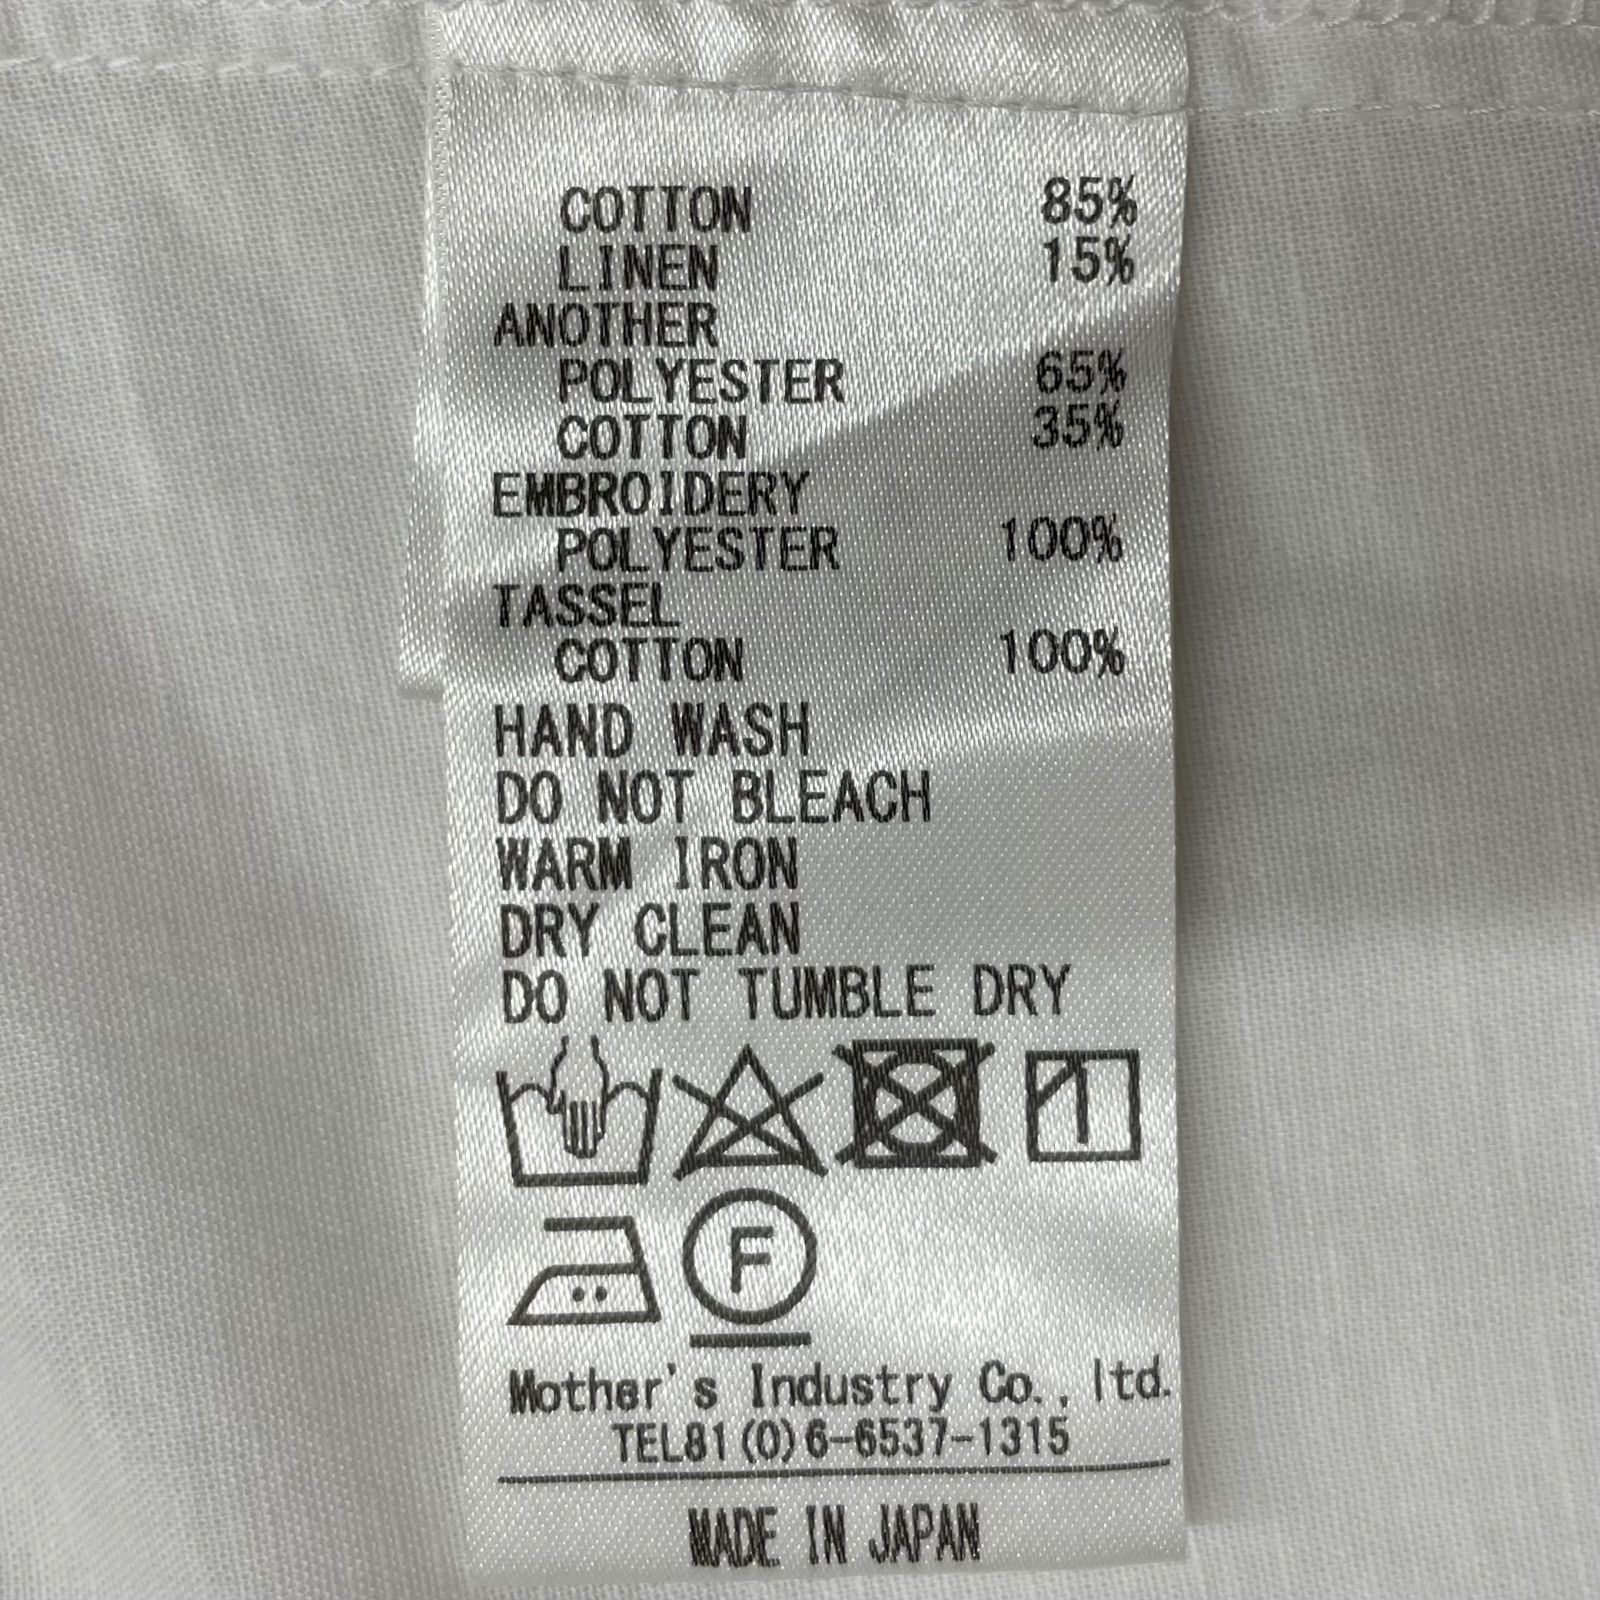 COTTON 85%
LINEN 15%
ANOTHER
POLYESTER 65%
COTTON 35%
EMBROIDERY
POLYESTER 100%
TASSEL
COTTON 100%
HAND WASH
DO NOT BLEACH
WARM IRON
DRY CLEAN
DO NOT TUMBLE DRY
F
Mother's Industry Co., ltd.
TEL81(0)6-6537-1315
MADE IN JAPAN